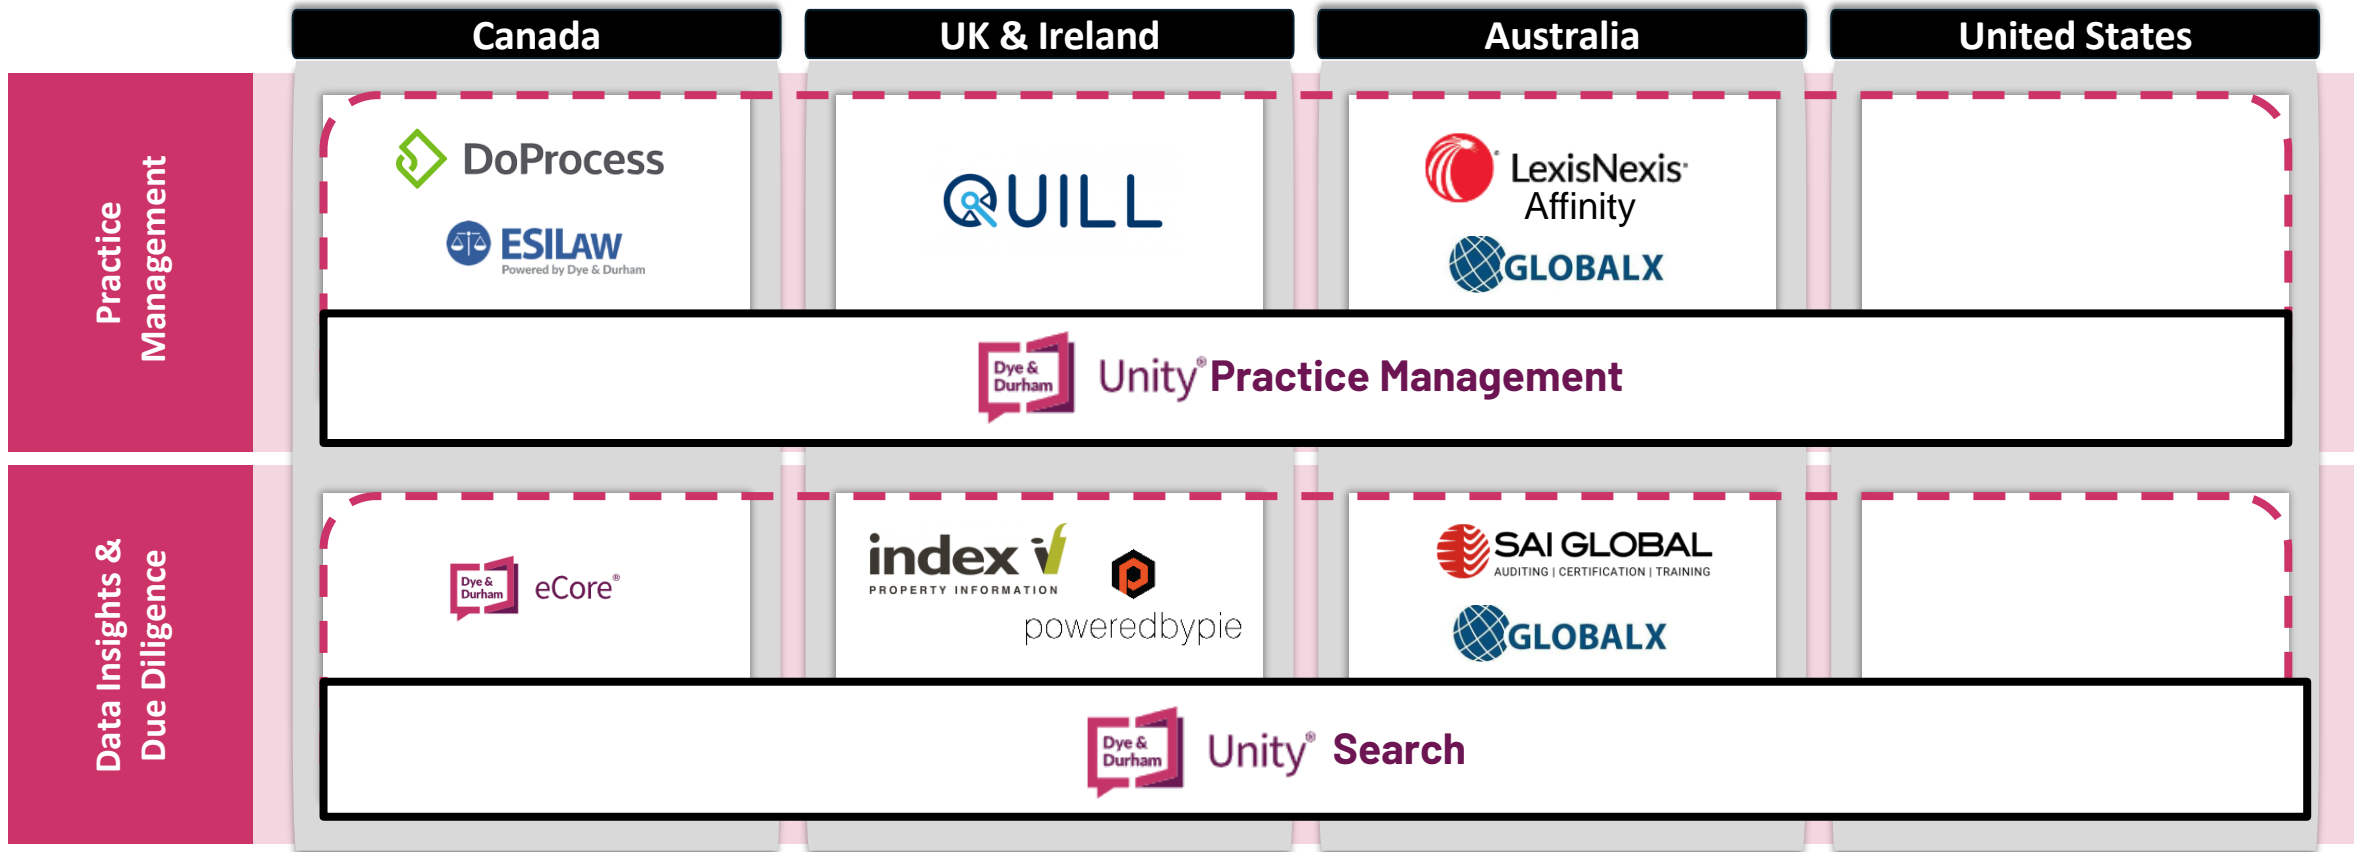 Canada
UK & Ireland
Australia
United States
Practice
Management
DoProcess
ESILAW
Powered by Dye & Durham
QUILL
LexisNexis®
Affinity
GLOBALX
Dye &
Durham
Unity® Practice Management
Data Insights &
Due Diligence
Dye &
Durham
eCore®
index
PROPERTY INFORMATION
poweredbypie
SAI GLOBAL
AUDITING | CERTIFICATION | TRAINING
GLOBALX
Dye &
Durham
Unity® Search